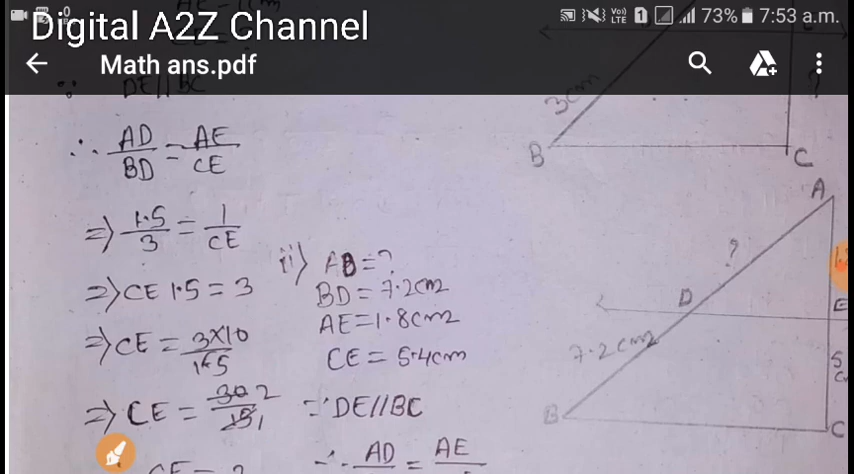 Digital A2Z Channel
73% 7:53 a.m.
Math ans.pdf
DE//BC
∴ AD/BD = AE/CE
⇒ 1.5/3 = 1/CE
⇒ CE 1.5 = 3
⇒ CE = 3×10/15
⇒ CE = 30 2/15 1
ii) AD = ?
BD = 7.2cm
AE = 1.8cm
CE = 5.4cm
∵ DE//BC
∴ AD = AE
3cm
?
B
C
A
?
D
E
7.2cm
5
B
C